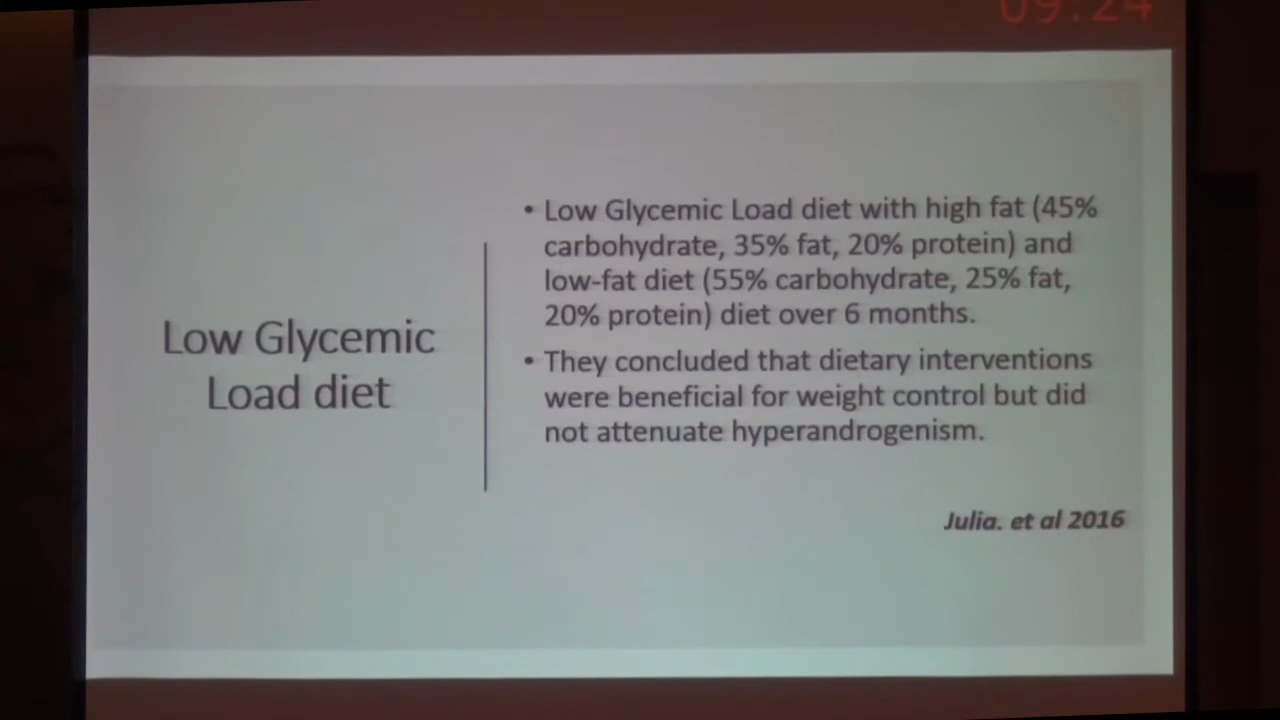 09:24
Low Glycemic
Load diet
• Low Glycemic Load diet with high fat (45%
carbohydrate, 35% fat, 20% protein) and
low-fat diet (55% carbohydrate, 25% fat,
20% protein) diet over 6 months.
• They concluded that dietary interventions
were beneficial for weight control but did
not attenuate hyperandrogenism.
Julia. et al 2016